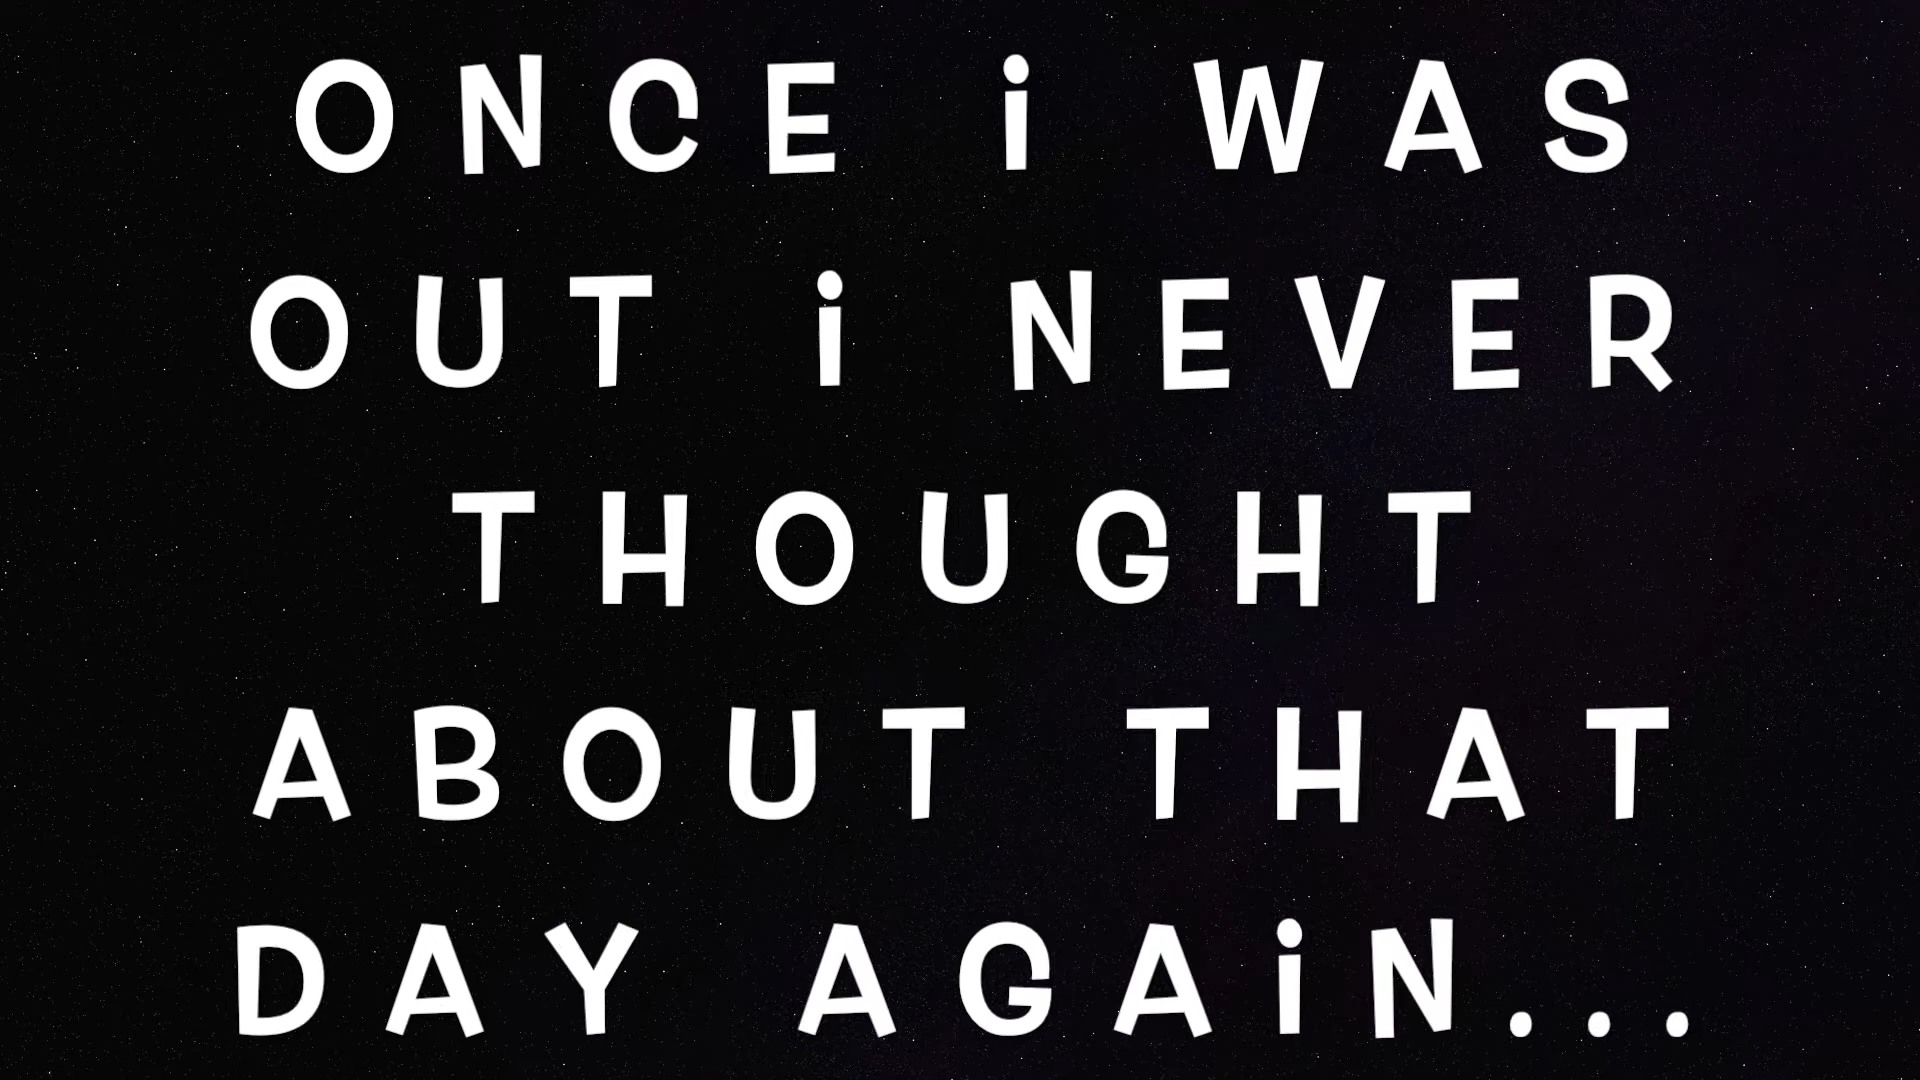 ONCE i WAS
OUT i NEVER
THOUGHT
ABOUT THAT
DAY AGAiN...